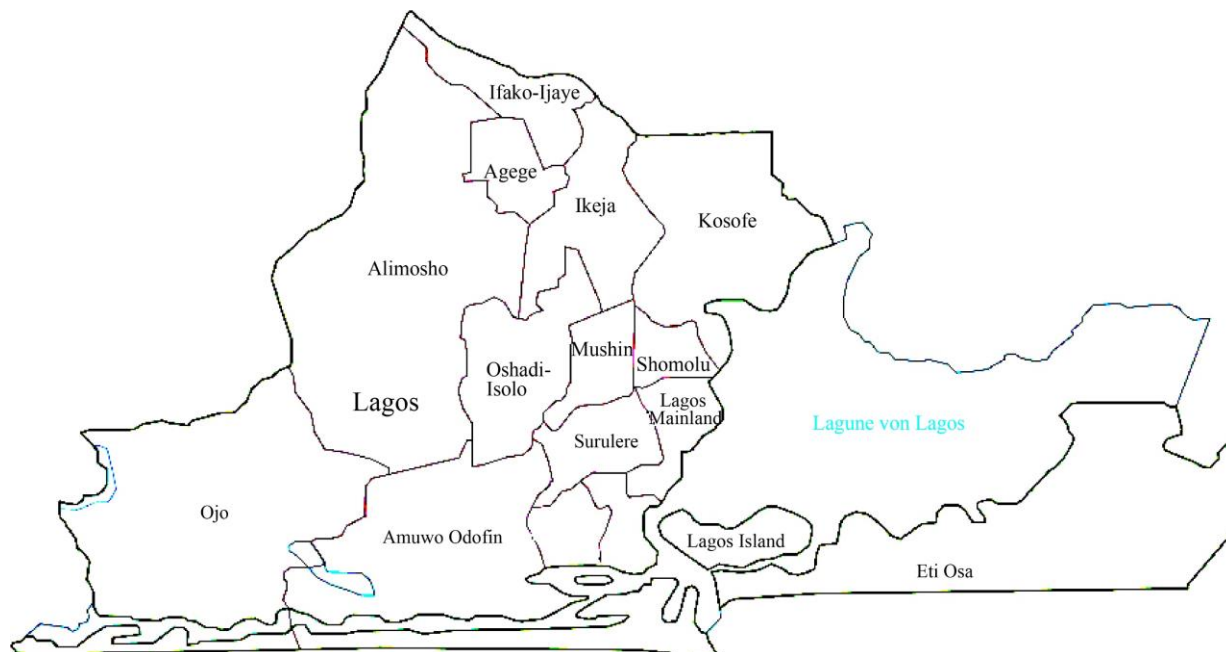 Ifako-Ijaye
Agege
Ikeja
Kosofe
Alimosho
Mushin
Shomolu
Oshadi-
Isolo
Lagos
Lagos
Mainland
Lagune von Lagos
Surulere
Ojo
Amuwo Odofin
Lagos Island
Eti Osa